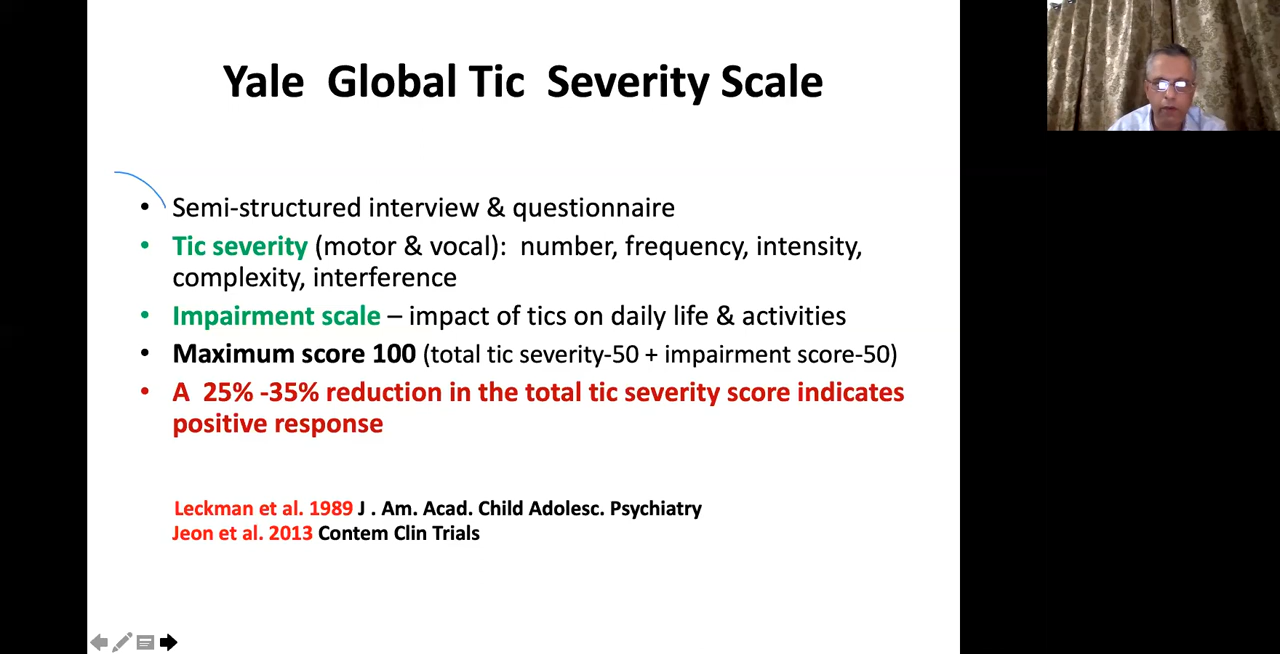 Yale Global Tic Severity Scale
• Semi-structured interview & questionnaire
• Tic severity (motor & vocal): number, frequency, intensity,
complexity, interference
• Impairment scale – impact of tics on daily life & activities
• Maximum score 100 (total tic severity-50 + impairment score-50)
• A 25% -35% reduction in the total tic severity score indicates
positive response
Leckman et al. 1989 J . Am. Acad. Child Adolesc. Psychiatry
Jeon et al. 2013 Contem Clin Trials